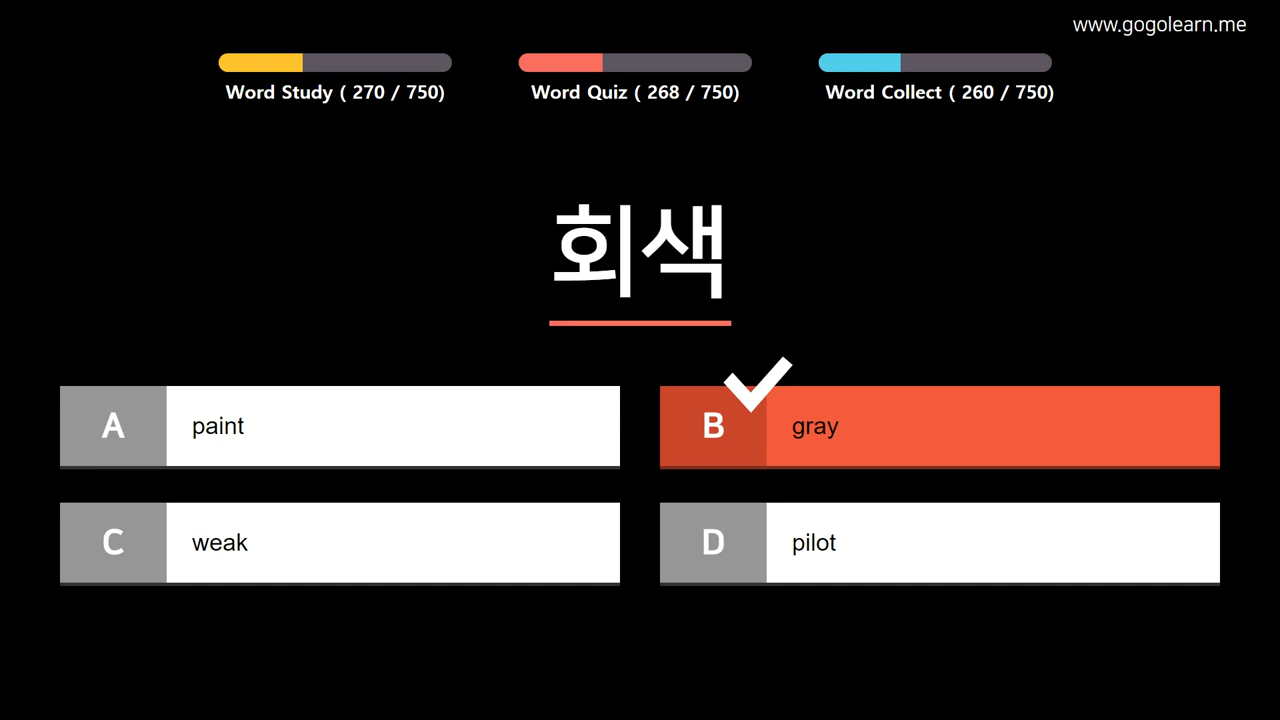 www.gogolearn.me
Word Study ( 270 / 750)
Word Quiz ( 268 / 750)
Word Collect ( 260 / 750)
회색
A paint
B gray
C weak
D pilot